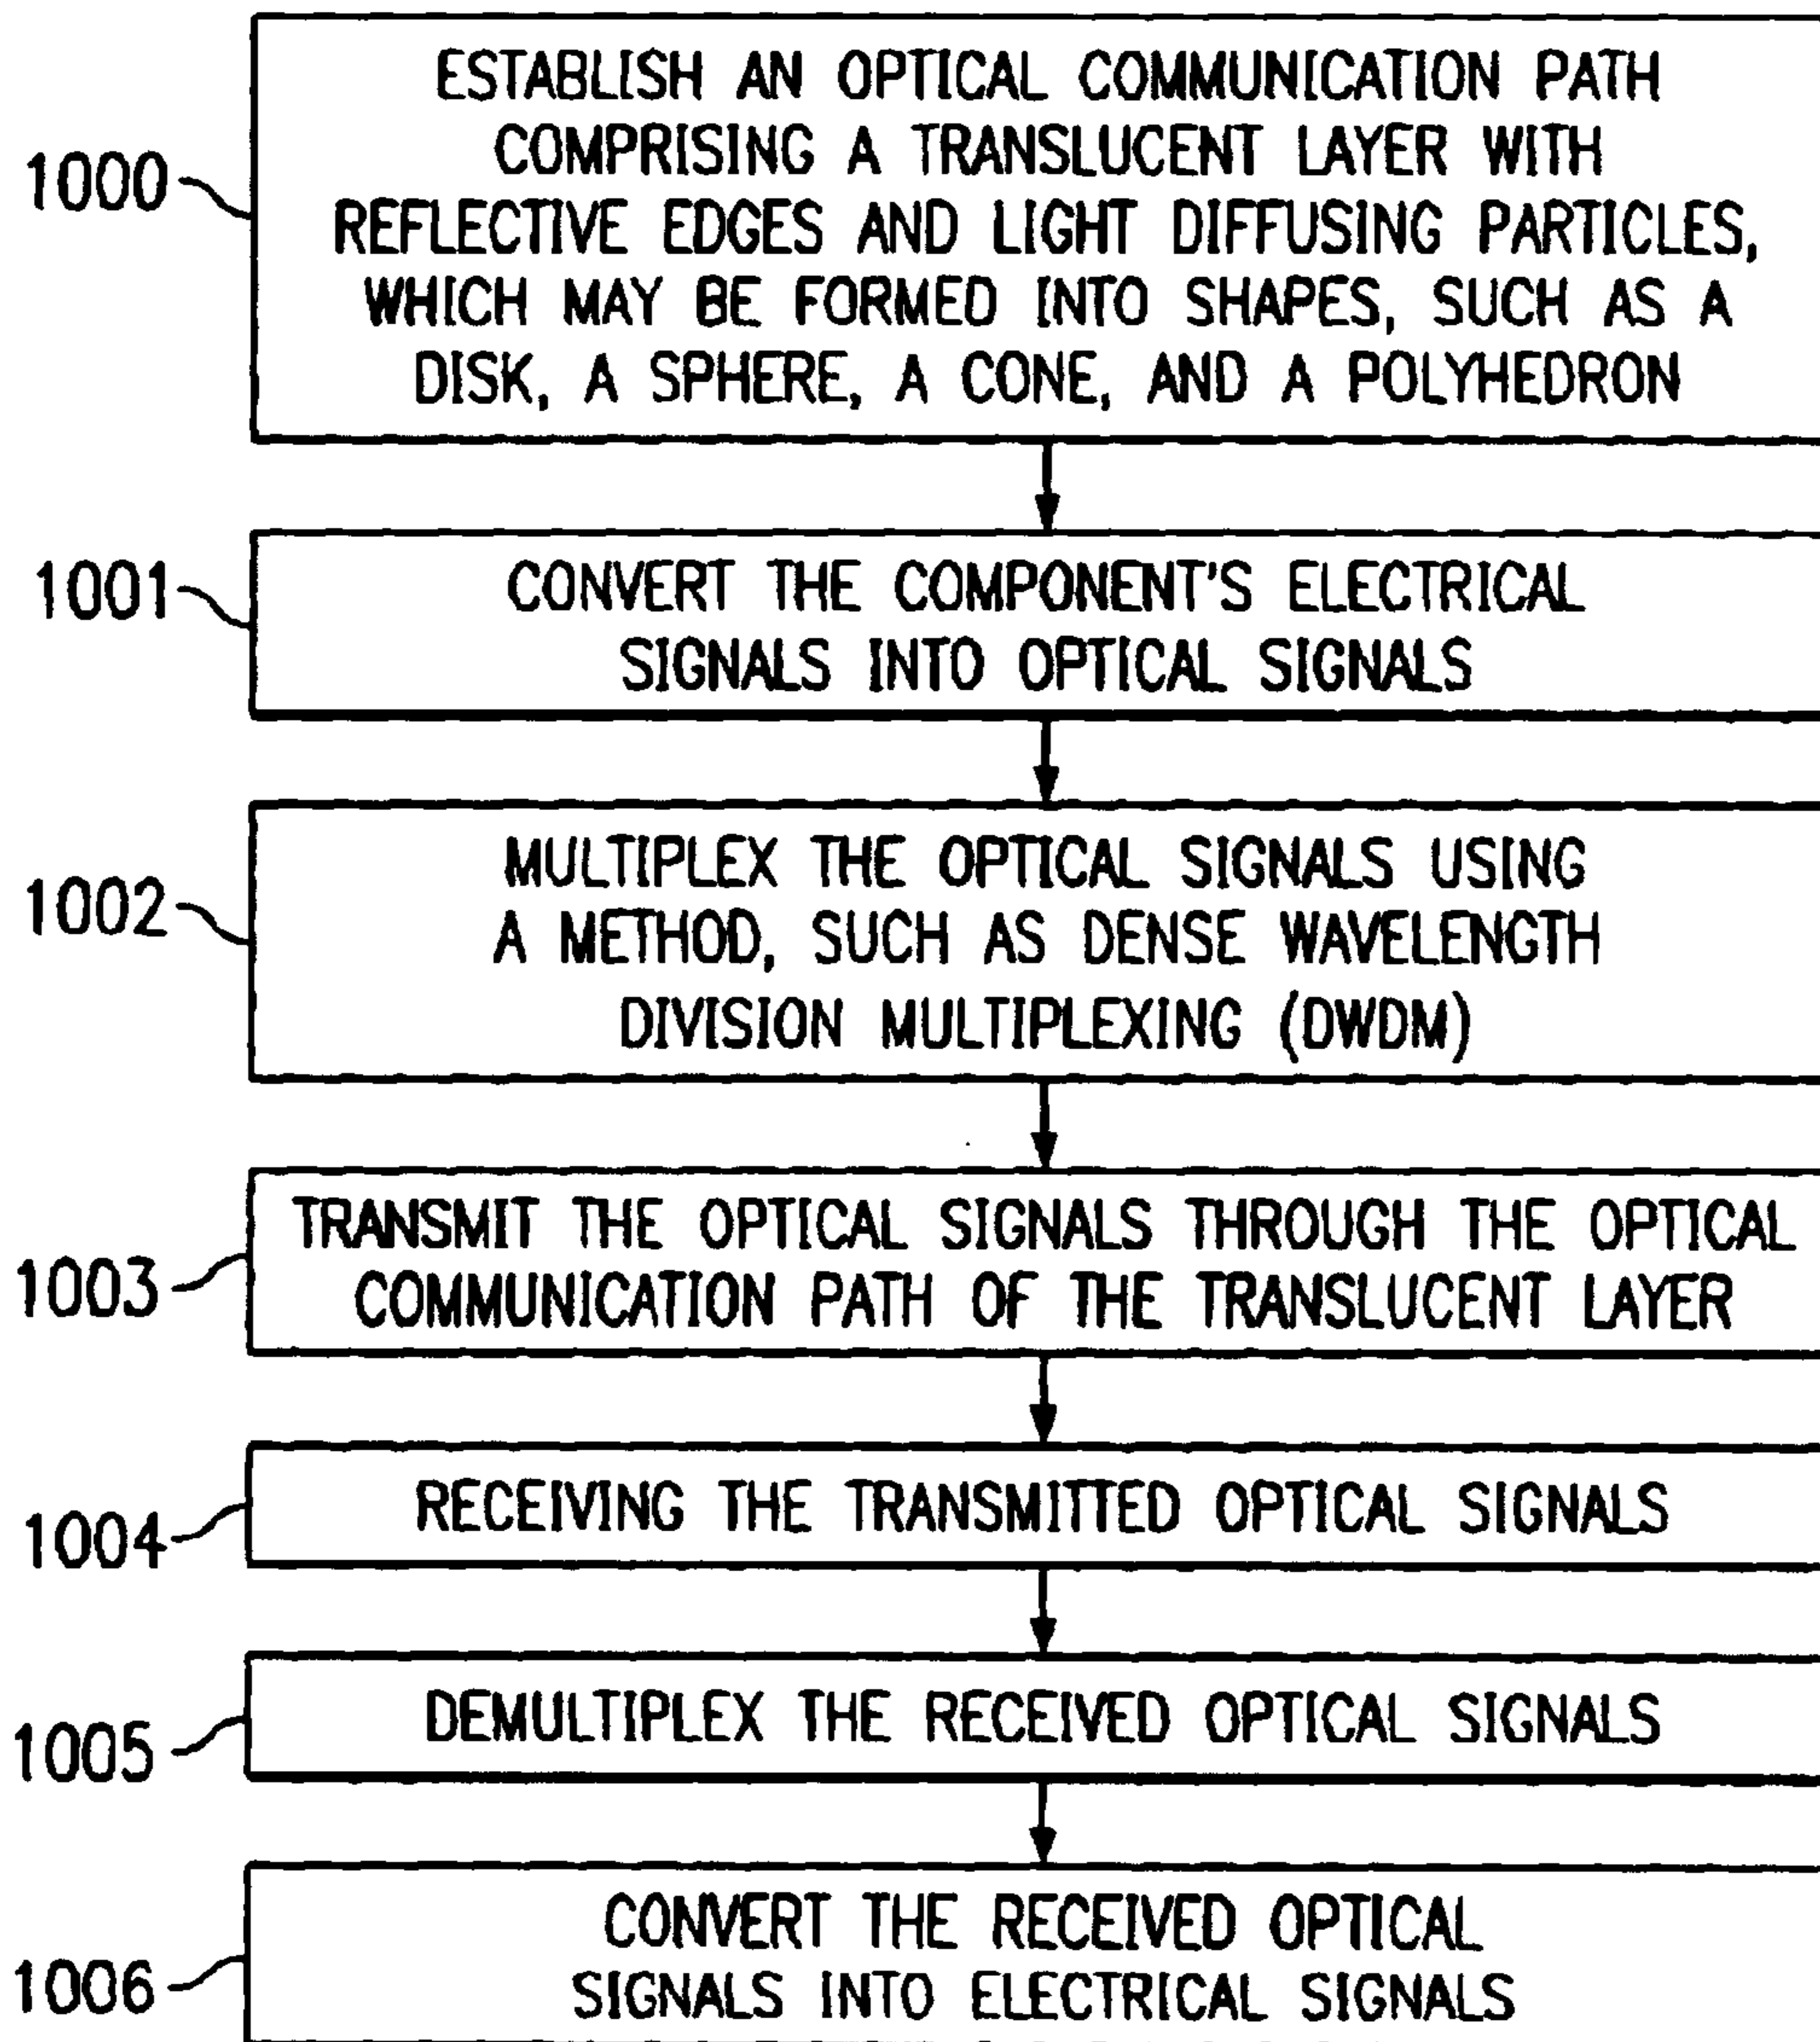 ESTABLISH AN OPTICAL COMMUNICATION PATH
COMPRISING A TRANSLUCENT LAYER WITH
REFLECTIVE EDGES AND LIGHT DIFFUSING PARTICLES,
WHICH MAY BE FORMED INTO SHAPES, SUCH AS A
DISK, A SPHERE, A CONE, AND A POLYHEDRON
1000
CONVERT THE COMPONENT'S ELECTRICAL
SIGNALS INTO OPTICAL SIGNALS
1001
MULTIPLEX THE OPTICAL SIGNALS USING
A METHOD, SUCH AS DENSE WAVELENGTH
DIVISION MULTIPLEXING (DWDM)
1002
TRANSMIT THE OPTICAL SIGNALS THROUGH THE OPTICAL
COMMUNICATION PATH OF THE TRANSLUCENT LAYER
1003
RECEIVING THE TRANSMITTED OPTICAL SIGNALS
1004
DEMULTIPLEX THE RECEIVED OPTICAL SIGNALS
1005
CONVERT THE RECEIVED OPTICAL
SIGNALS INTO ELECTRICAL SIGNALS
1006